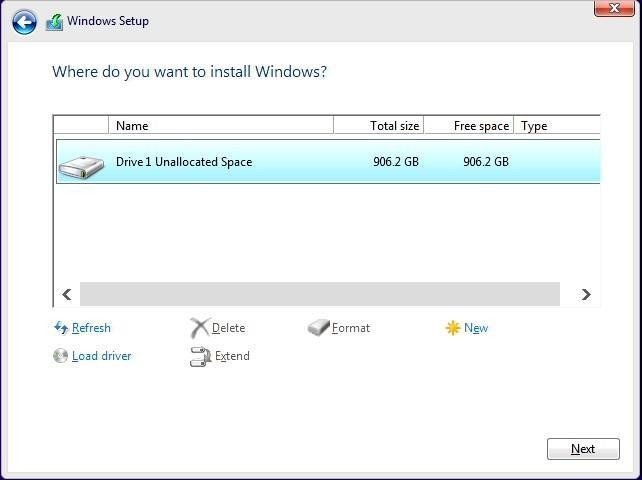 Windows Setup
Where do you want to install Windows?
Name Total size Free space Type
Drive 1 Unallocated Space 906.2 GB 906.2 GB
Refresh Delete Format New
Load driver Extend
Next